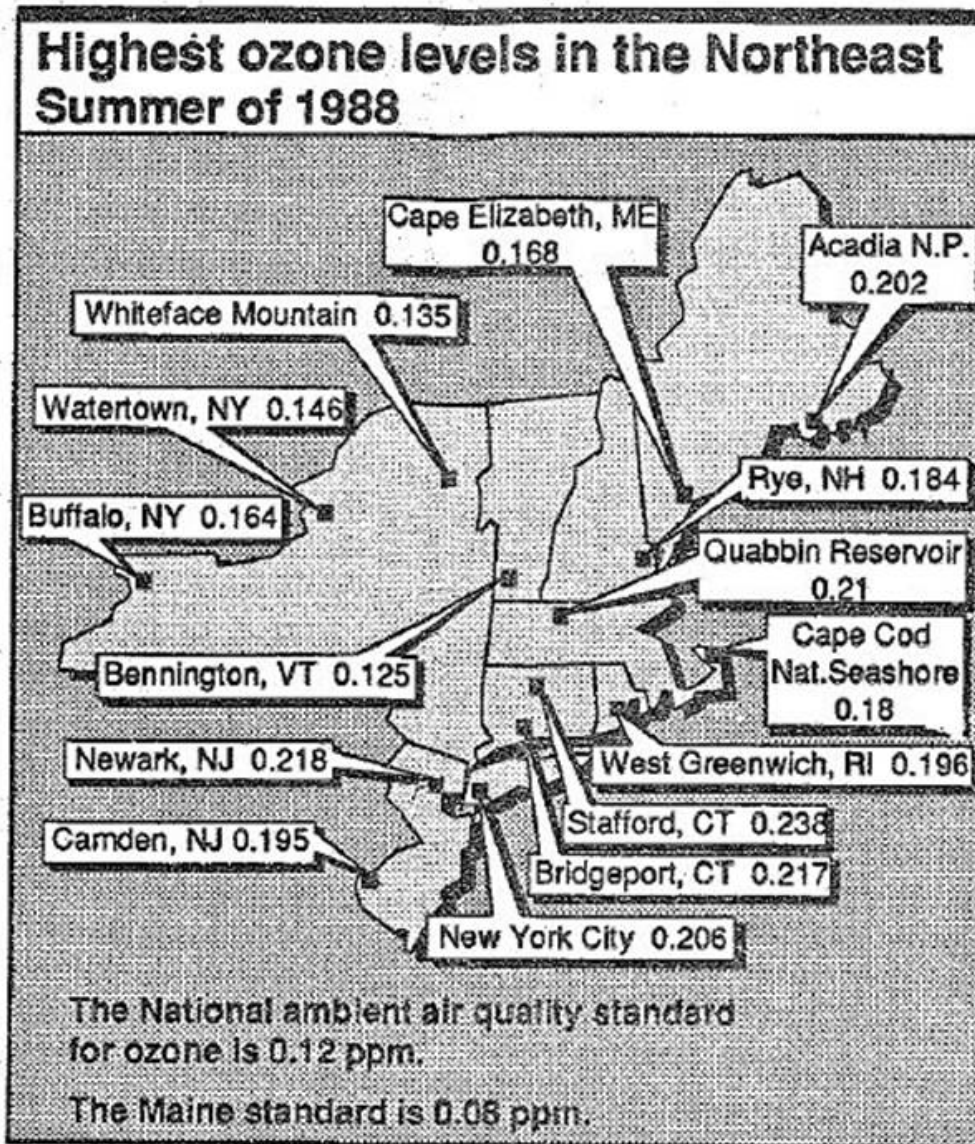 Highest ozone levels in the Northeast
Summer of 1988
Cape Elizabeth, ME
0.168
Acadia N.P.
0.202
Whiteface Mountain 0.135
Watertown, NY 0.146
Rye, NH 0.184
Buffalo, NY 0.164
Quabbin Reservoir
0.21
Cape Cod
Nat.Seashore
0.18
Bennington, VT 0.125
Newark, NJ 0.218
West Greenwich, RI 0.196
Stafford, CT 0.238
Camden, NJ 0.195
Bridgeport, CT 0.217
New York City 0.206
The National ambient air quality standard
for ozone is 0.12 ppm.
The Maine standard is 0.08 ppm.